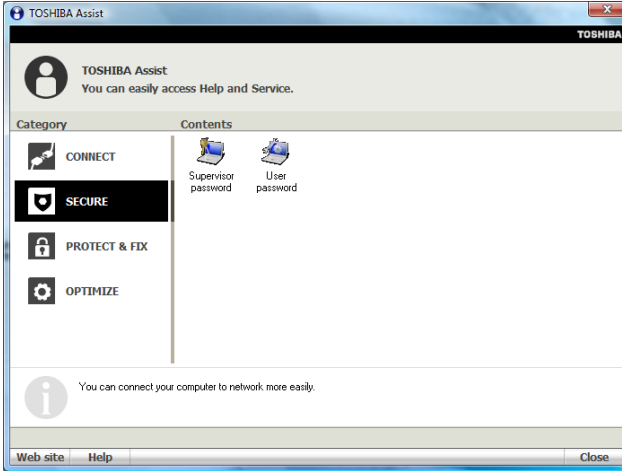 TOSHIBA Assist
TOSHIBA
TOSHIBA Assist
You can easily access Help and Service.
Category
Contents
CONNECT
SECURE
PROTECT & FIX
OPTIMIZE
Supervisor
password
User
password
You can connect your computer to network more easily.
Web site
Help
Close